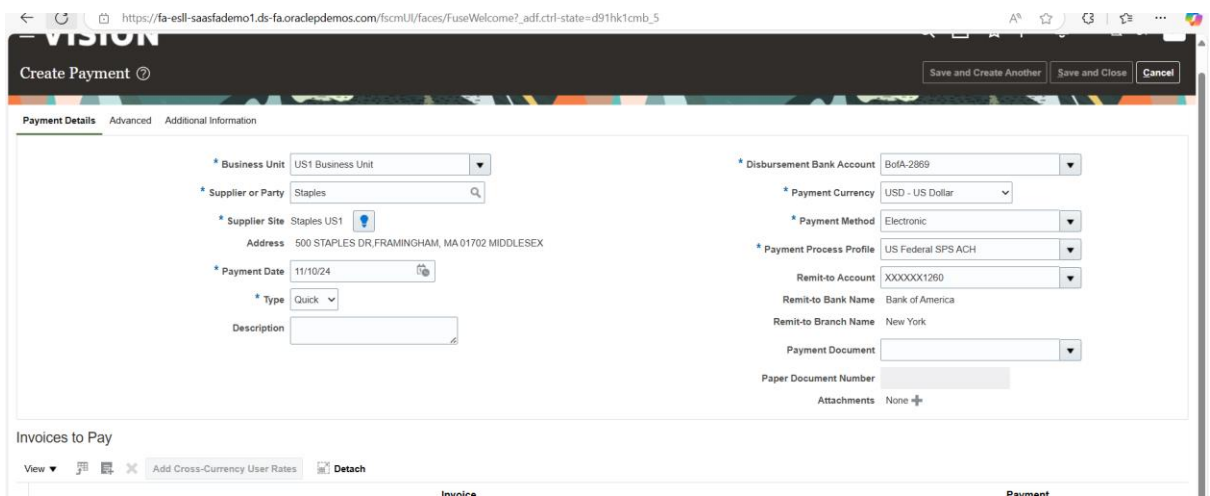 https://fa-esll-saasfademo1.ds-fa.oraclepdemos.com/fscmUI/faces/FuseWelcome?_adf.ctrl-state=d91hk1cmb_5
VISION
Create Payment
Save and Create Another Save and Close Cancel
Payment Details Advanced Additional Information
* Business Unit US1 Business Unit
* Supplier or Party Staples
* Supplier Site Staples US1
Address 500 STAPLES DR,FRAMINGHAM, MA 01702 MIDDLESEX
* Payment Date 11/10/24
* Type Quick
Description
* Disbursement Bank Account BofA-2869
* Payment Currency USD - US Dollar
* Payment Method Electronic
* Payment Process Profile US Federal SPS ACH
Remit-to Account XXXXXX1260
Remit-to Bank Name Bank of America
Remit-to Branch Name New York
Payment Document
Paper Document Number
Attachments None
Invoices to Pay
View Add Cross-Currency User Rates Detach
Invoice Payment